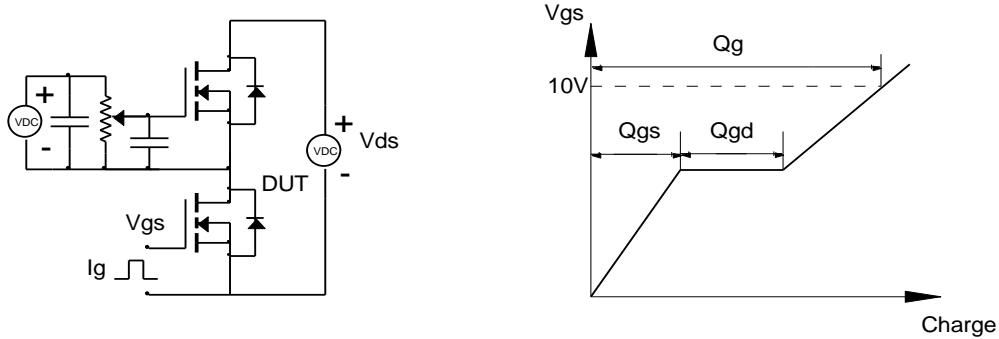 +
VDC
-
+
VDC
Vds
-
DUT
Vgs
Ig
Vgs
Qg
10V
Qgs
Qgd
Charge